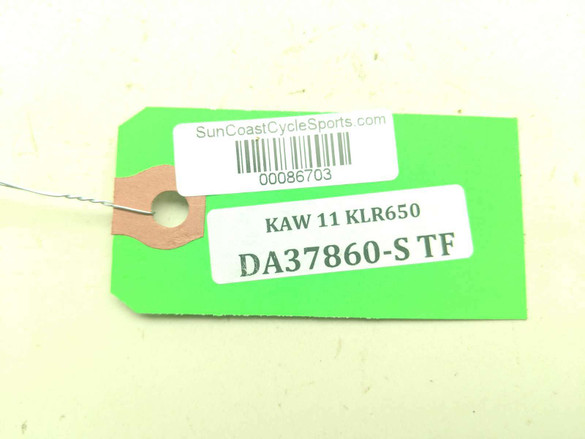 SunCoastCycleSports.com
00086703
KAW 11 KLR650
DA37860-S TF